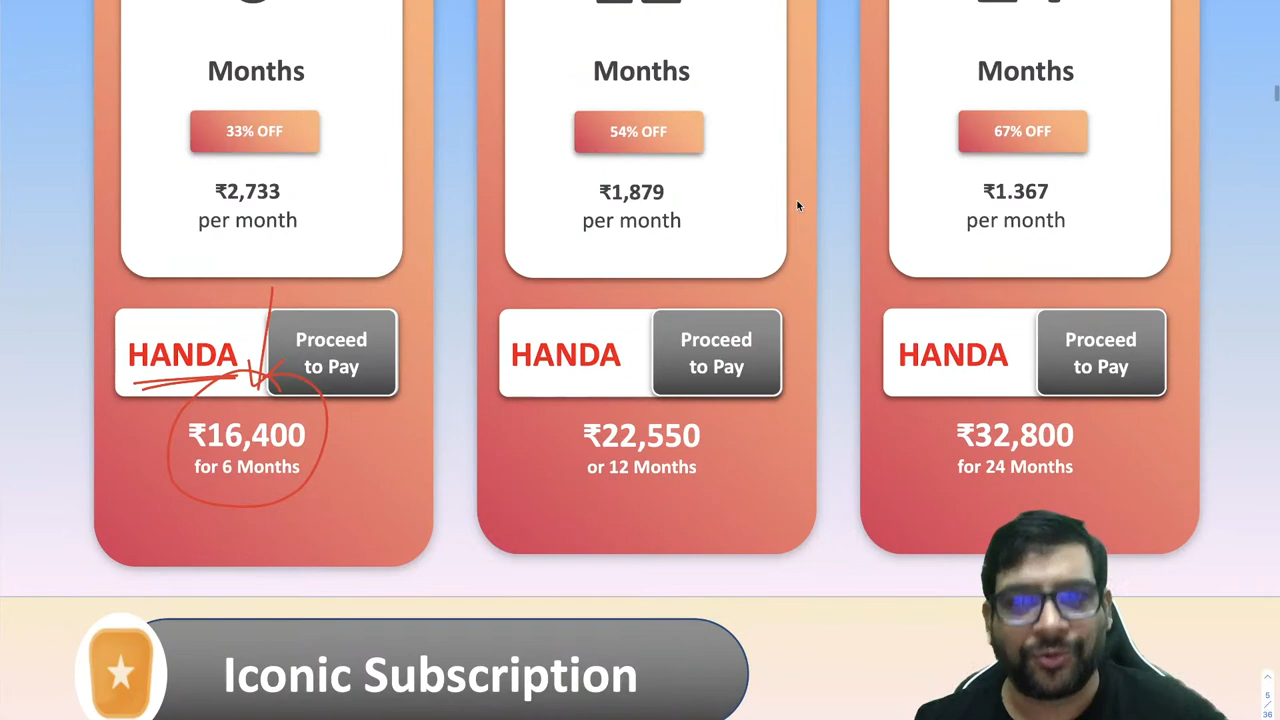 Months
33% OFF
₹2,733
per month
HANDA
Proceed
to Pay
₹16,400
for 6 Months
Months
54% OFF
₹1,879
per month
HANDA
Proceed
to Pay
₹22,550
or 12 Months
Months
67% OFF
₹1.367
per month
HANDA
Proceed
to Pay
₹32,800
for 24 Months
Iconic Subscription
5
/
36